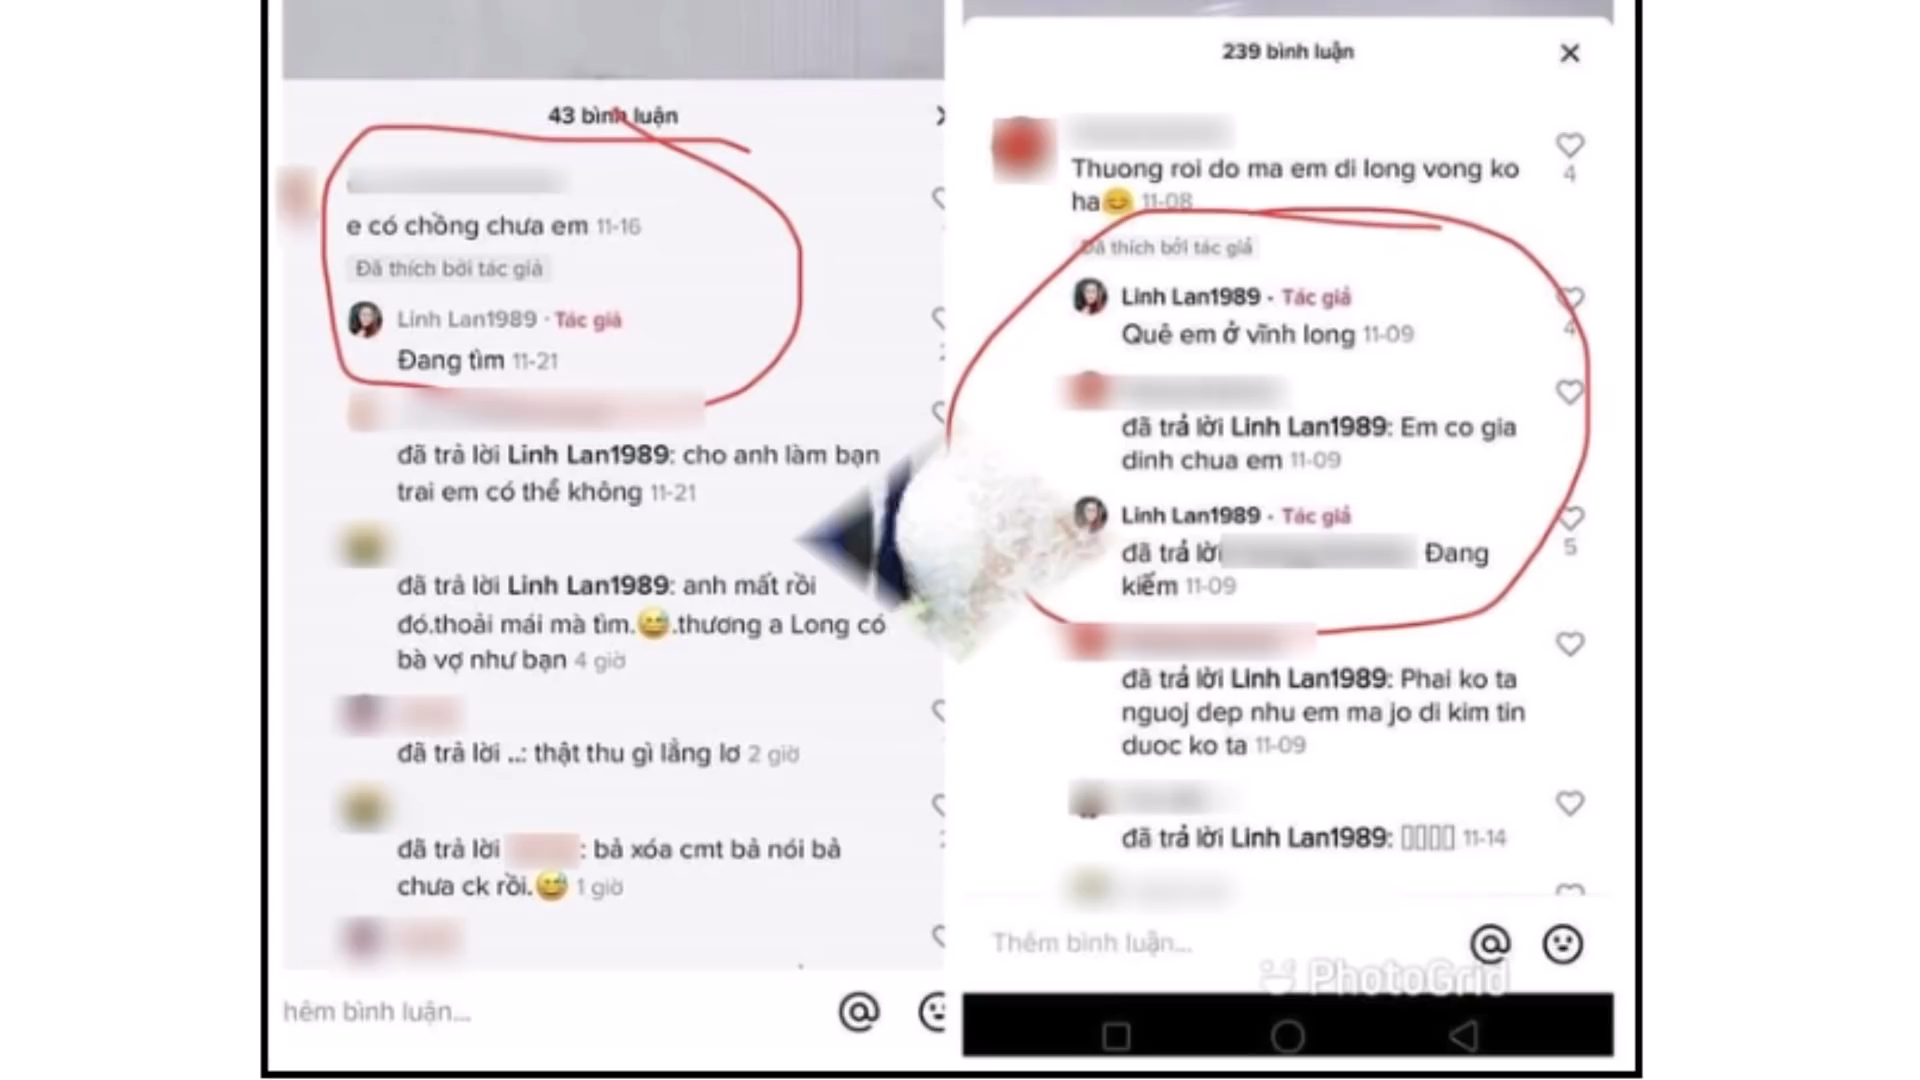 43 bình luận
e có chồng chưa em 11-16
Đã thích bởi tác giả
Linh Lan1989 · Tác giả
Đang tìm 11-21
đã trả lời Linh Lan1989: cho anh làm bạn
trai em có thể không 11-21
đã trả lời Linh Lan1989: anh mất rồi
đó.thoải mái mà tìm.😅.thương a Long có
bà vợ như bạn 4 giờ
đã trả lời ..: thật thu gì lẳng lơ 2 giờ
đã trả lời : bả xóa cmt bả nói bả
chưa ck rồi.😅 1 giờ
hêm bình luận...
239 bình luận
Thuong roi do ma em di long vong ko
ha😊 11-08
4
Đã thích bởi tác giả
Linh Lan1989 · Tác giả
Quê em ở vĩnh long 11-09
4
đã trả lời Linh Lan1989: Em co gia
dinh chua em 11-09
Linh Lan1989 · Tác giả
đã trả lời Đang
kiếm 11-09
5
đã trả lời Linh Lan1989: Phai ko ta
nguoj dep nhu em ma jo di kim tin
duoc ko ta 11-09
đã trả lời Linh Lan1989: 11-14
Thêm bình luận...
PhotoGrid